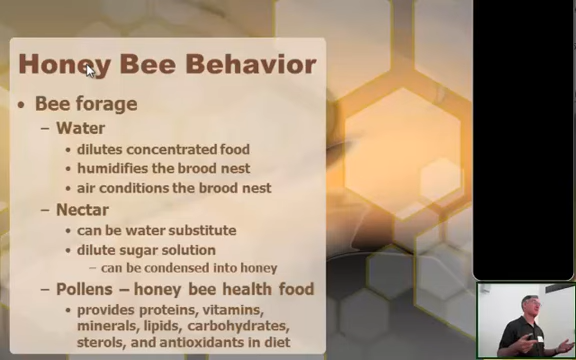 Honey Bee Behavior
• Bee forage
– Water
• dilutes concentrated food
• humidifies the brood nest
• air conditions the brood nest
– Nectar
• can be water substitute
• dilute sugar solution
– can be condensed into honey
– Pollens – honey bee health food
• provides proteins, vitamins,
minerals, lipids, carbohydrates,
sterols, and antioxidants in diet